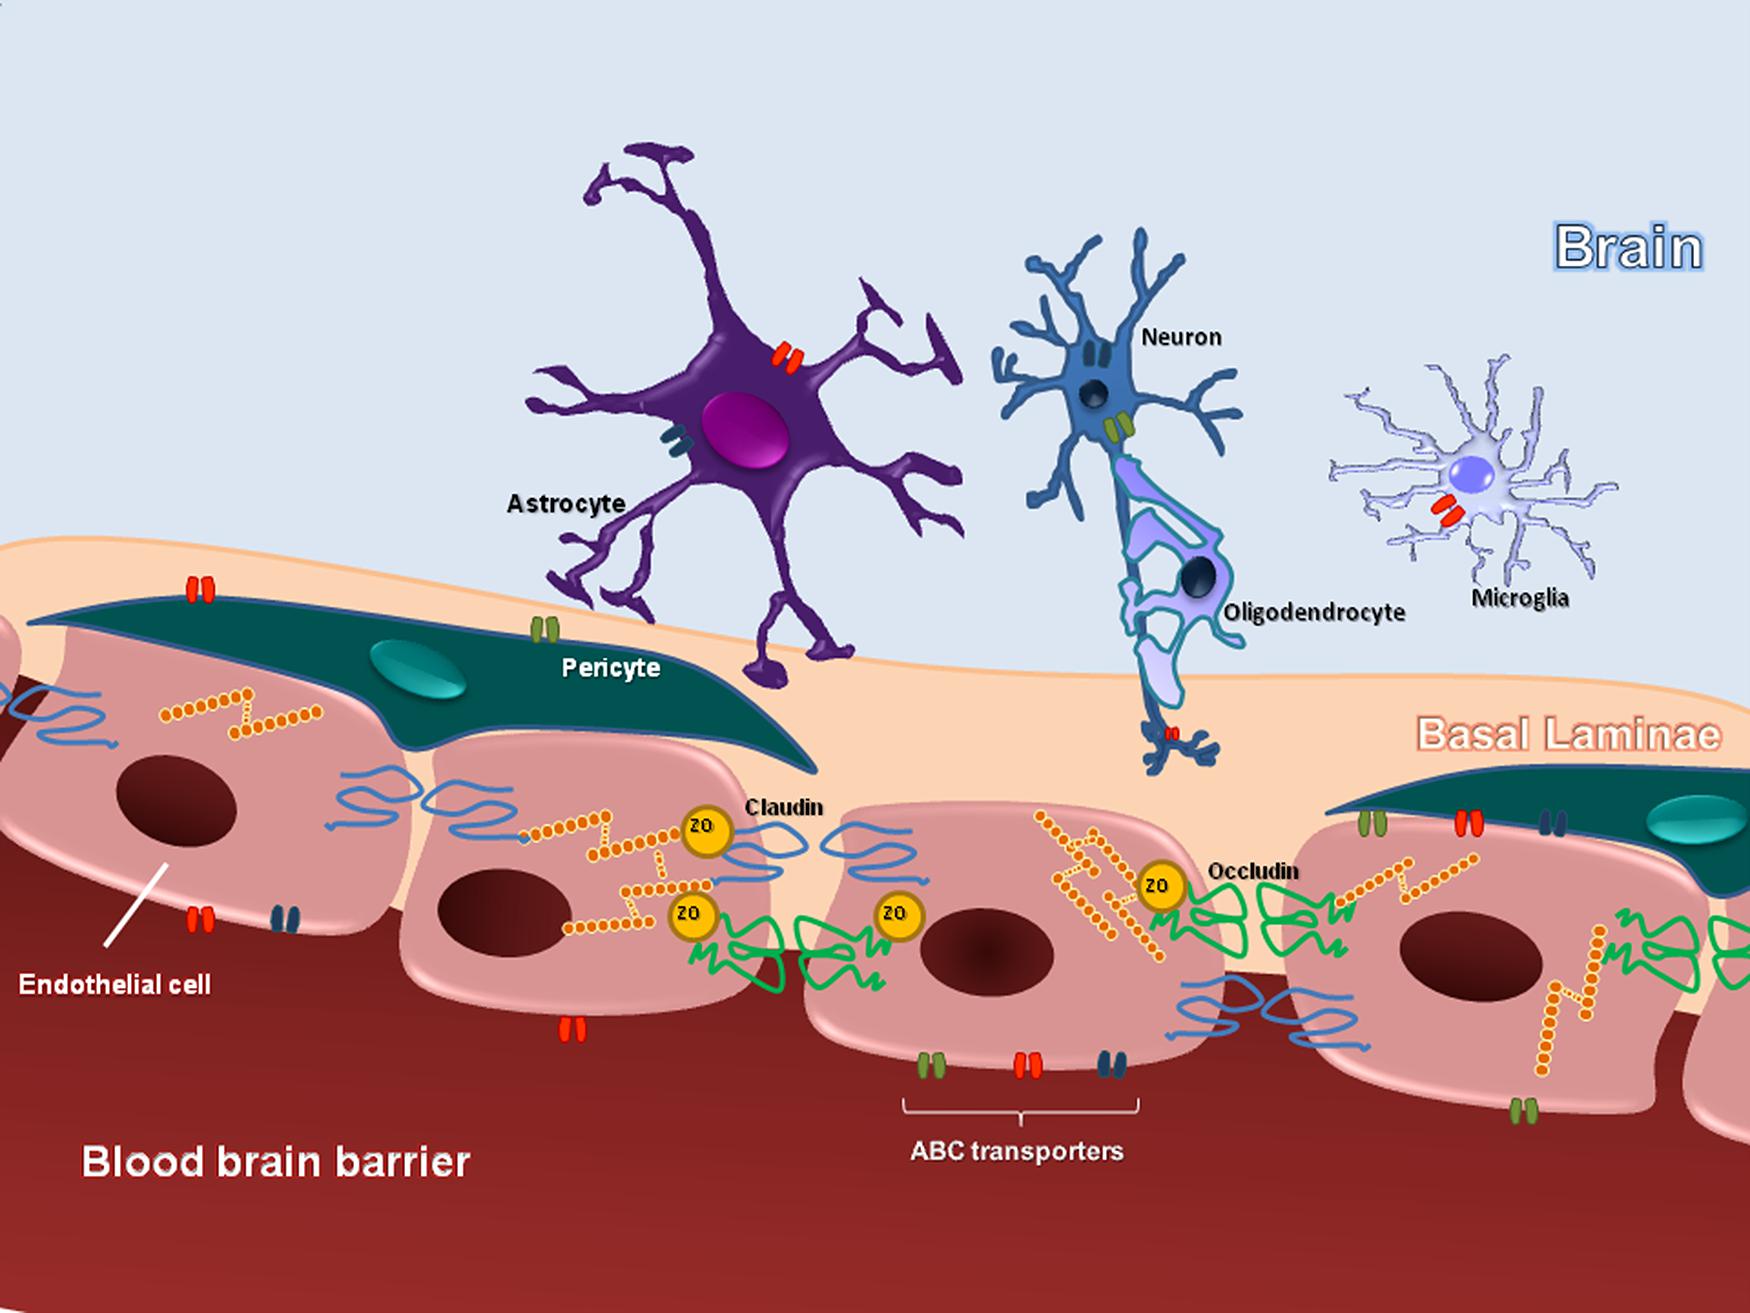 Brain
Neuron
Astrocyte
Microglia
Oligodendrocyte
Pericyte
Basal Laminae
Claudin
ZO
Occludin
ZO
ZO
ZO
Endothelial cell
Blood brain barrier
ABC transporters